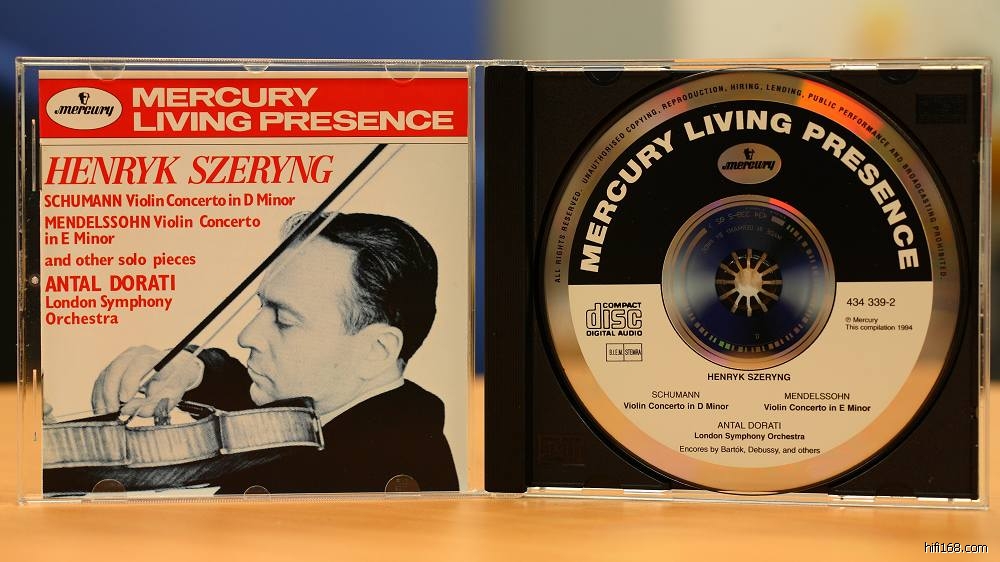 mercury
MERCURY
LIVING PRESENCE
HENRYK SZERYNG
SCHUMANN Violin Concerto in D Minor
MENDELSSOHN Violin Concerto
in E Minor
and other solo pieces
ANTAL DORATI
London Symphony
Orchestra
ALL RIGHTS RESERVED. UNAUTHORISED COPYING, REPRODUCTION, HIRING, LENDING, PUBLIC PERFORMANCE AND BROADCASTING PROHIBITED.
MERCURY LIVING PRESENCE
mercury
COMPACT
disc
DIGITAL AUDIO
B.I.E.M. STEMRA
434 339-2
℗ Mercury
This compilation 1994
HENRYK SZERYNG
SCHUMANN
Violin Concerto in D Minor
MENDELSSOHN
Violin Concerto in E Minor
ANTAL DORATI
London Symphony Orchestra
Encores by Bartók, Debussy, and others
hifi168.com